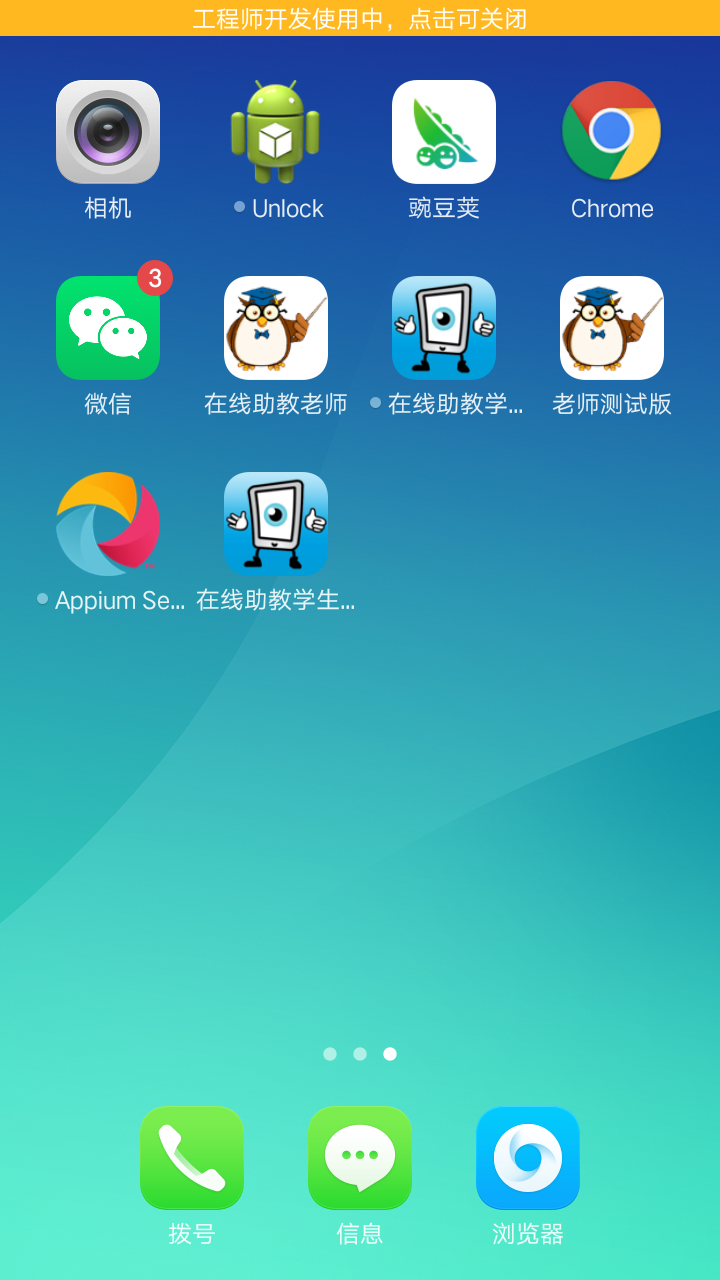 工程师开发使用中，点击可关闭
相机
Unlock
豌豆荚
Chrome
3
微信
在线助教老师
在线助教学...
老师测试版
Appium Se...
在线助教学生...
拨号
信息
浏览器